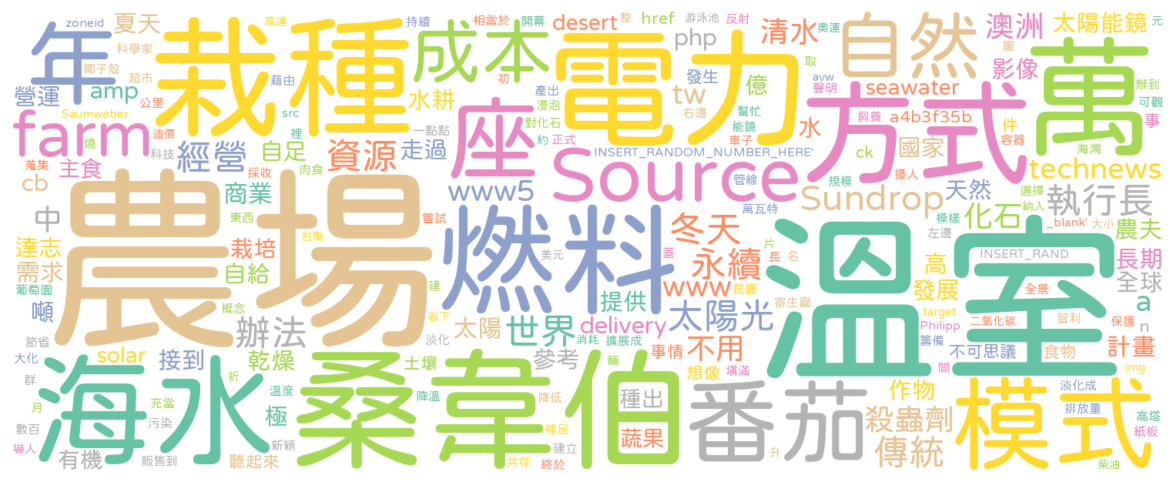 年
夏天
高達
持續
相當於
開幕
desert
整
href
游泳池
反射
元
zoneid
科學家
栽種
成本
php
清水
奧運
自然
澳洲
太陽能鏡
圖
椰子殼
超市
藉由
初
電力
發生
億
取
avw
影像
萬
辦到
營運
amp
水耕
產出
tw
聲明
seawater
可觀
Saumweber
公里
src
浸泡
右邊
幫忙
方式
事
farm
造價
裡
一點點
對化石
能鏡
飼養
a4b3f35b
件
海灣
燒
科技
座
約
正式
車子
水
容器
蒐集
主食
經營
自足
資源
走過
INSERT_RANDOM_NUMBER_HERE'
ck
國家
technews
採收
肉食
Source
管線
規模
擾人
cb
商業
www5
萬瓦特
Sundrop
天然
選擇
納入
執行長
中
東西
嘗試
燃料
冬天
模樣
化石
_blank'
大小
達志
農場
栽培
台幣
永續
溫室
左邊
農夫
需求
自給
美元
蓋
片
長
名
INSERT_RAND
長期
葡萄園
概念
建
提供
www
昆蟲
高
全景
全球
噸
省下
寄生蟲
發展
a
辦法
太陽
淡化
世界
delivery
太陽光
target
二氧化碳
智利
保護
n
節省
solar
接到
乾燥
消耗
擴展成
Philipp
籌備
計畫
大化
土壤
參考
輛
事情
不用
不可思議
食物
img
群
海水
折
溫度
降溫
桑韋伯
降低
想像
填滿
間
月
充當
極
補足
種出
番茄
作物
淡化成
模式
數百
污染
殺蟲劑
排放量
高塔
嚇人
新穎
建立
蔬果
紙板
有機
販售到
聽起來
共存
終於
升
傳統
柴油